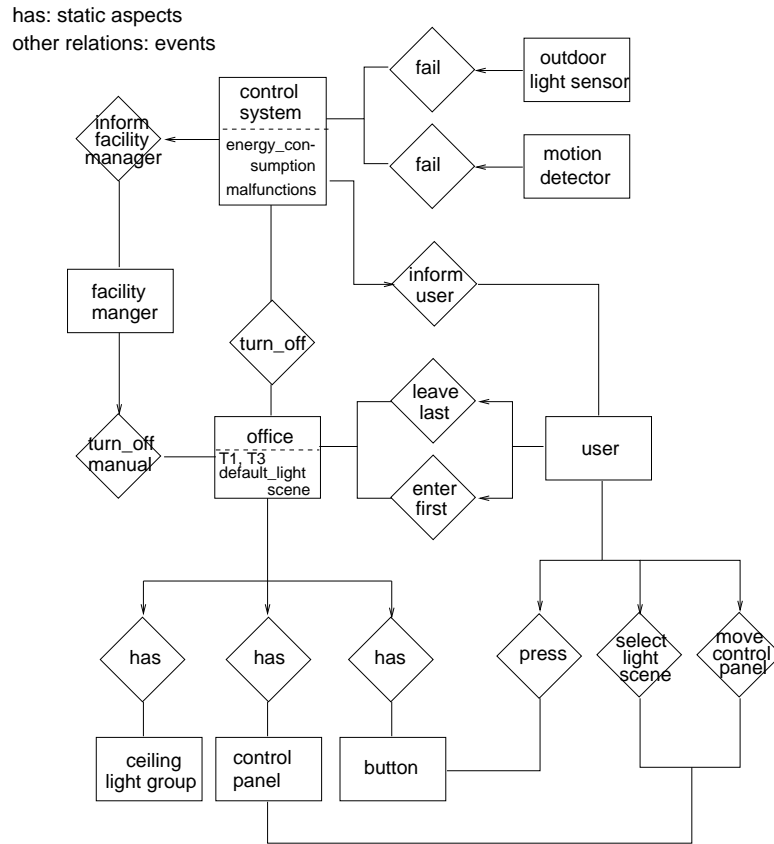 has: static aspects
other relations: events
fail
outdoor
light sensor
control
system
energy_con-
sumption
malfunctions
inform
facility
manager
fail
motion
detector
inform
user
facility
manger
turn_off
leave
last
turn_off
manual
office
T1, T3
default_light
scene
user
enter
first
has
has
has
press
select
light
scene
move
control
panel
ceiling
light group
control
panel
button